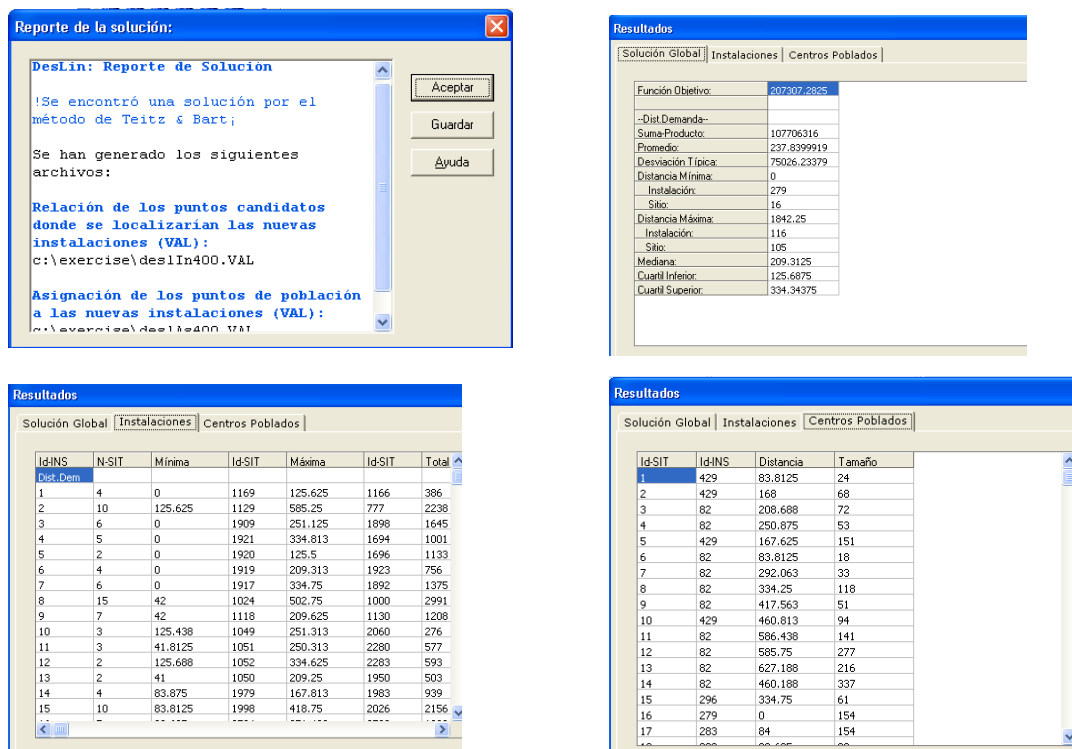 Reporte de la solución:
DesLin: Reporte de Solución
!Se encontró una solución por el
método de Teitz & Bart¡
Se han generado los siguientes
archivos:
Relación de los puntos candidatos
donde se localizarían las nuevas
instalaciones (VAL):
c:\exercise\deslIn400.VAL
Asignación de los puntos de población
a las nuevas instalaciones (VAL):
c:\exercise\deslAs400.VAL
Aceptar
Guardar
Ayuda
Resultados
Solución Global Instalaciones Centros Poblados
Función Objetivo: 207307.2825
--Dist.Demanda--
Suma-Producto: 107706316
Promedio: 237.8399919
Desviación Típica: 75026.23379
Distancia Mínima: 0
Instalación: 279
Sitio: 16
Distancia Máxima: 1842.25
Instalación: 116
Sitio: 105
Mediana: 209.3125
Cuartil Inferior: 125.6875
Cuartil Superior: 334.34375
Resultados
Solución Global Instalaciones Centros Poblados
Id-INS N-SIT Mínima Id-SIT Máxima Id-SIT Total
Dist.Dem
1 4 0 1169 125.625 1166 386
2 10 125.625 1129 585.25 777 2238
3 6 0 1909 251.125 1898 1645
4 5 0 1921 334.813 1694 1001
5 2 0 1920 125.5 1696 1133
6 4 0 1919 209.313 1923 756
7 6 0 1917 334.75 1892 1375
8 15 42 1024 502.75 1000 2991
9 7 42 1118 209.625 1130 1208
10 3 125.438 1049 251.313 2060 276
11 3 41.8125 1051 250.313 2280 577
12 2 125.688 1052 334.625 2283 593
13 2 41 1050 209.25 1950 503
14 4 83.875 1979 167.813 1983 939
15 10 83.8125 1998 418.75 2026 2156
Resultados
Solución Global Instalaciones Centros Poblados
Id-SIT Id-INS Distancia Tamaño
1 429 83.8125 24
2 429 168 68
3 82 208.688 72
4 82 250.875 53
5 429 167.625 151
6 82 83.8125 18
7 82 292.063 33
8 82 334.25 118
9 82 417.563 51
10 429 460.813 94
11 82 586.438 141
12 82 585.75 277
13 82 627.188 216
14 82 460.188 337
15 296 334.75 61
16 279 0 154
17 283 84 154